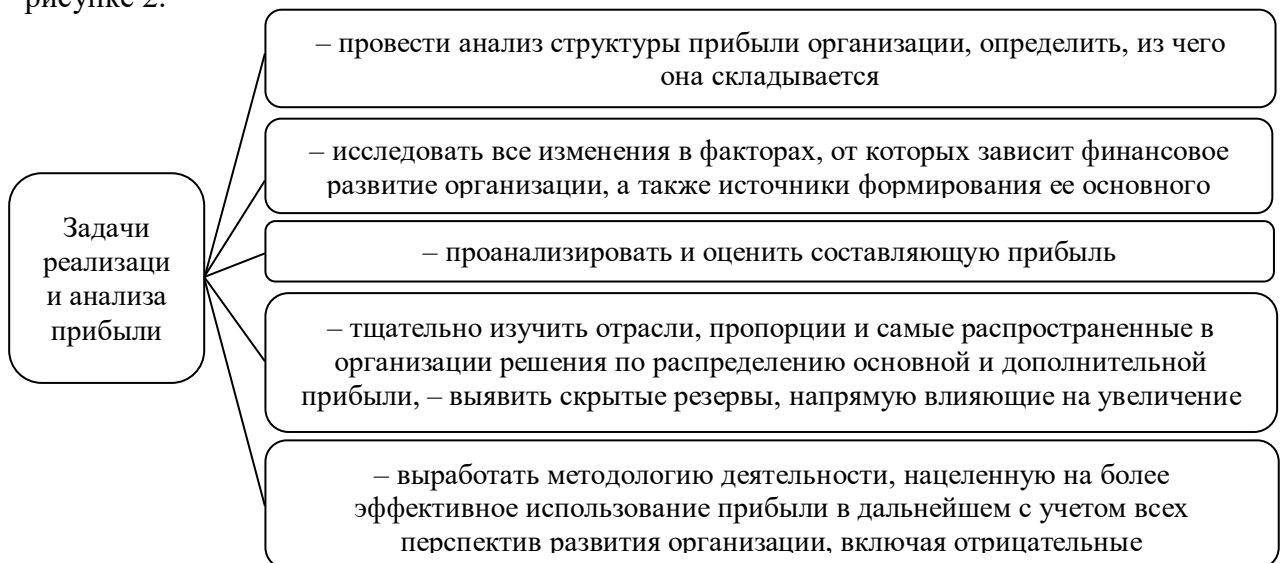 рисунке 2.
– провести анализ структуры прибыли организации, определить, из чего
она складывается
– исследовать все изменения в факторах, от которых зависит финансовое
развитие организации, а также источники формирования ее основного
Задачи
реализаци
и анализа
прибыли
– проанализировать и оценить составляющую прибыль
– тщательно изучить отрасли, пропорции и самые распространенные в
организации решения по распределению основной и дополнительной
прибыли, – выявить скрытые резервы, напрямую влияющие на увеличение
– выработать методологию деятельности, нацеленную на более
эффективное использование прибыли в дальнейшем с учетом всех
перспектив развития организации, включая отрицательные